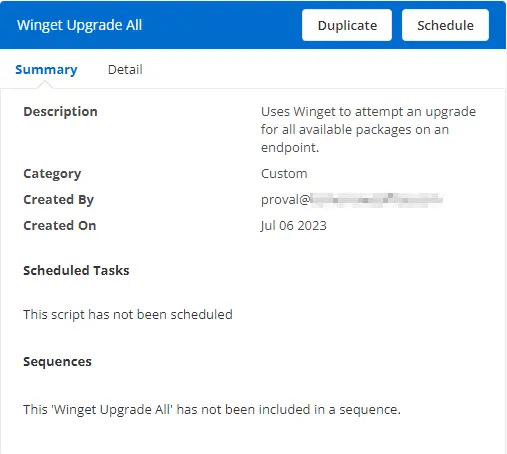 Winget Upgrade All
Duplicate
Schedule
Summary
Detail
Description
Uses Winget to attempt an upgrade
for all available packages on an
endpoint.
Category
Custom
Created By
proval@
Created On
Jul 06 2023
Scheduled Tasks
This script has not been scheduled
Sequences
This 'Winget Upgrade All' has not been included in a sequence.